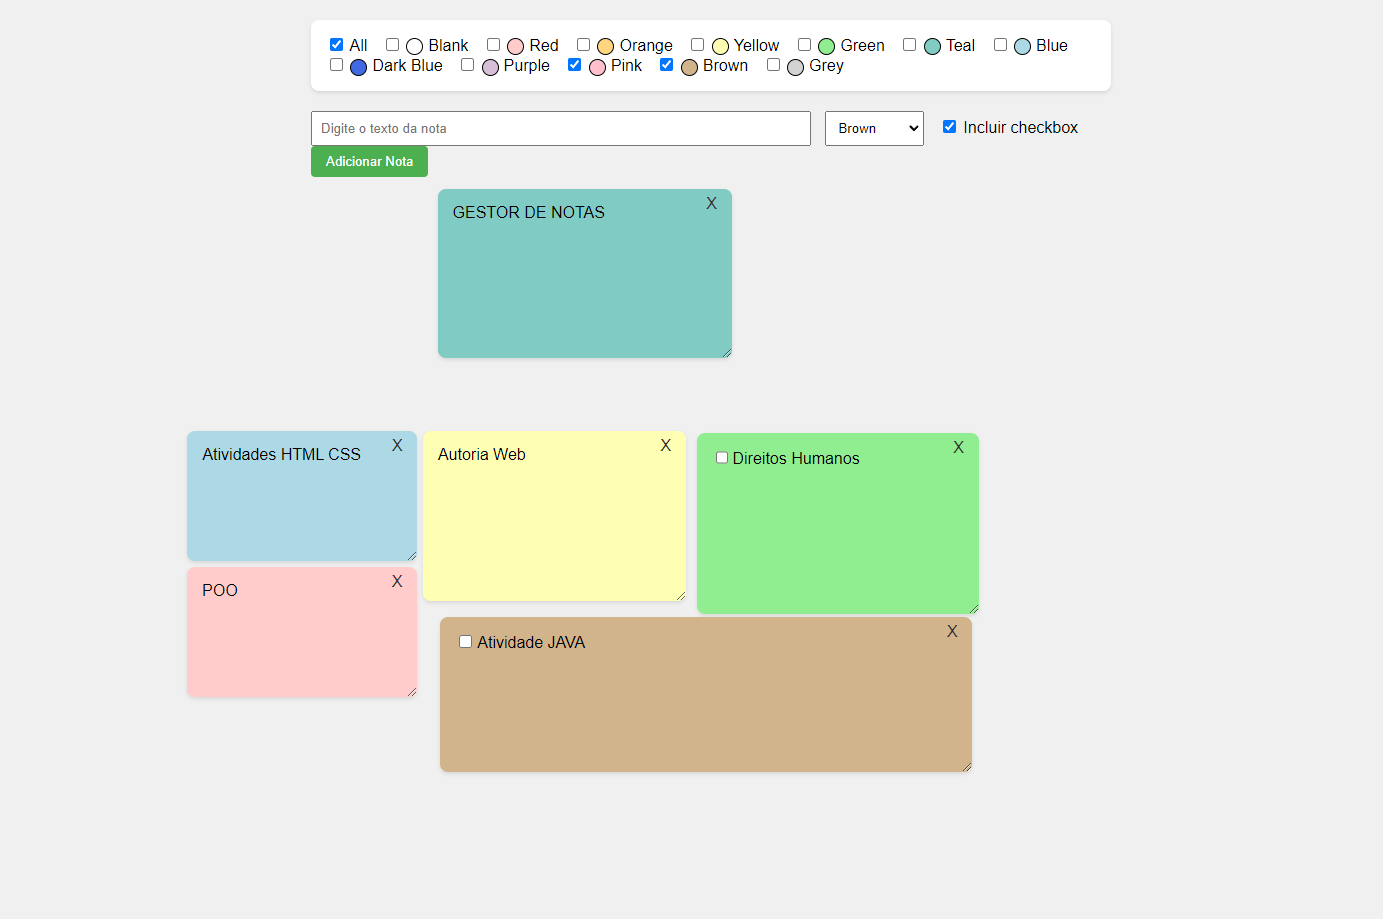 All Blank Red Orange Yellow Green Teal Blue
Dark Blue Purple Pink Brown Grey
Digite o texto da nota Brown Incluir checkbox
Adicionar Nota
X
GESTOR DE NOTAS
X
Atividades HTML CSS
X
Autoria Web
X
Direitos Humanos
X
POO
X
Atividade JAVA